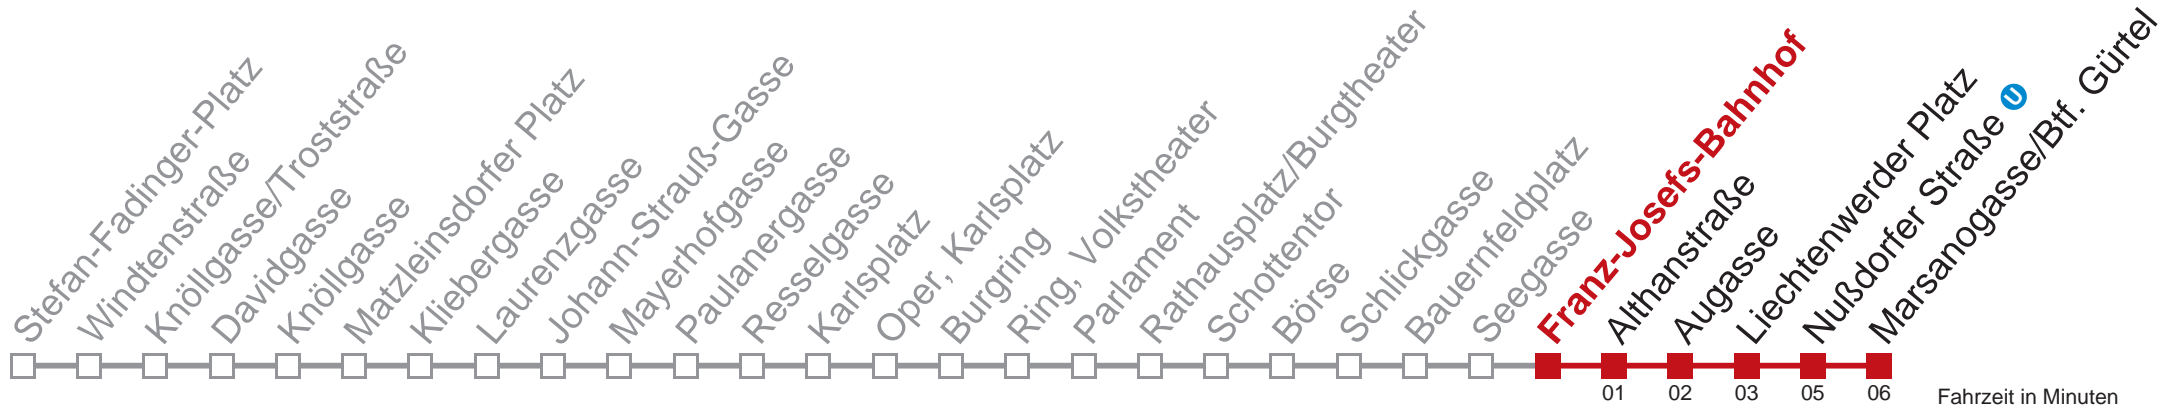 Stefan-Fadinger-Platz
Windtenstraße
Knöllgasse/Troststraße
Davidgasse
Knöllgasse
Matzleinsdorfer Platz
Kliebergasse
Laurenzgasse
Johann-Strauß-Gasse
Mayerhofgasse
Paulanergasse
Resselgasse
Karlsplatz
Oper, Karlsplatz
Burgring
Ring, Volkstheater
Parlament
Rathausplatz/Burgtheater
Schottentor
Börse
Schlickgasse
Bauernfeldplatz
Seegasse
Franz-Josefs-Bahnhof
Althanstraße
Augasse
Liechtenwerder Platz
Nußdorfer Straße U
Marsanogasse/Btf. Gürtel
01 02 03 05 06
Fahrzeit in Minuten